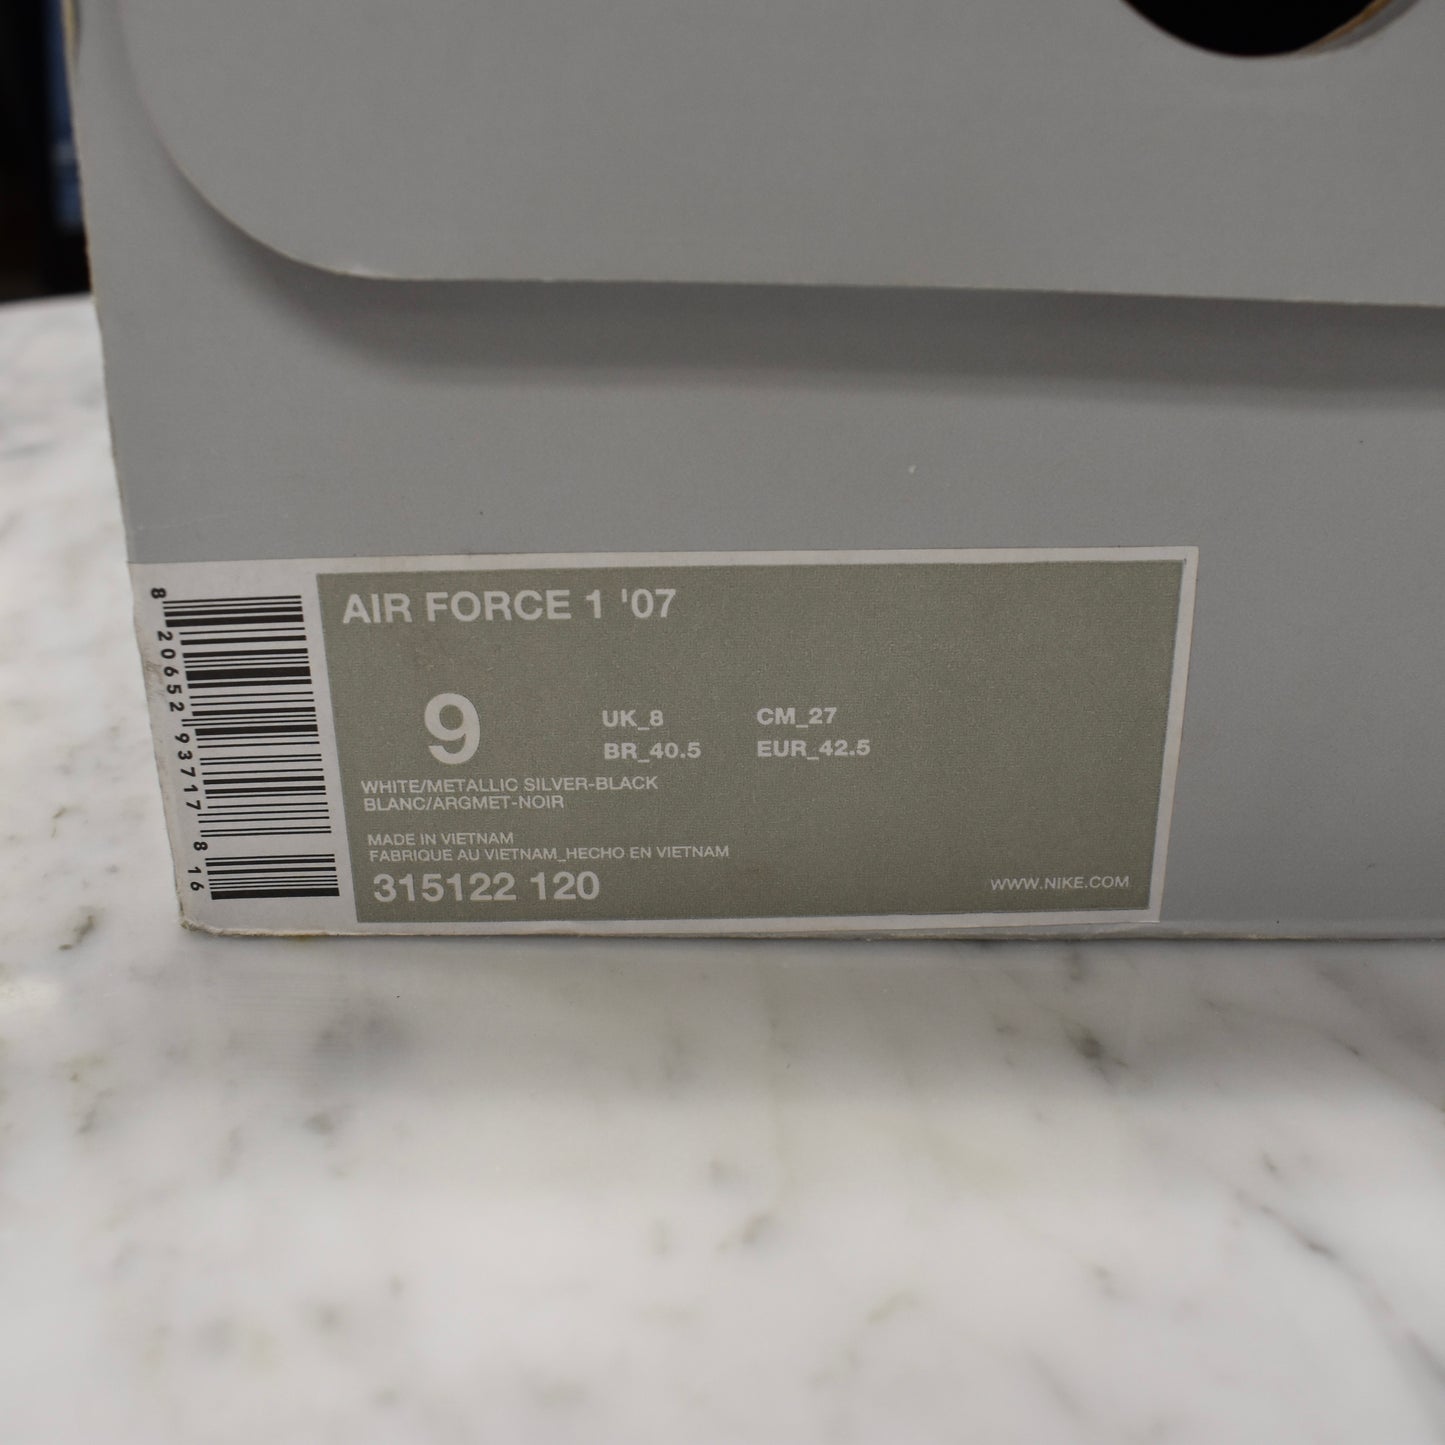 AIR FORCE 1 '07
9
UK_8 CM_27
BR_40.5 EUR_42.5
WHITE/METALLIC SILVER-BLACK
BLANC/ARGMET-NOIR
MADE IN VIETNAM
FABRIQUE AU VIETNAM_HECHO EN VIETNAM
315122 120
WWW.NIKE.COM
8 20652 93717 8 16